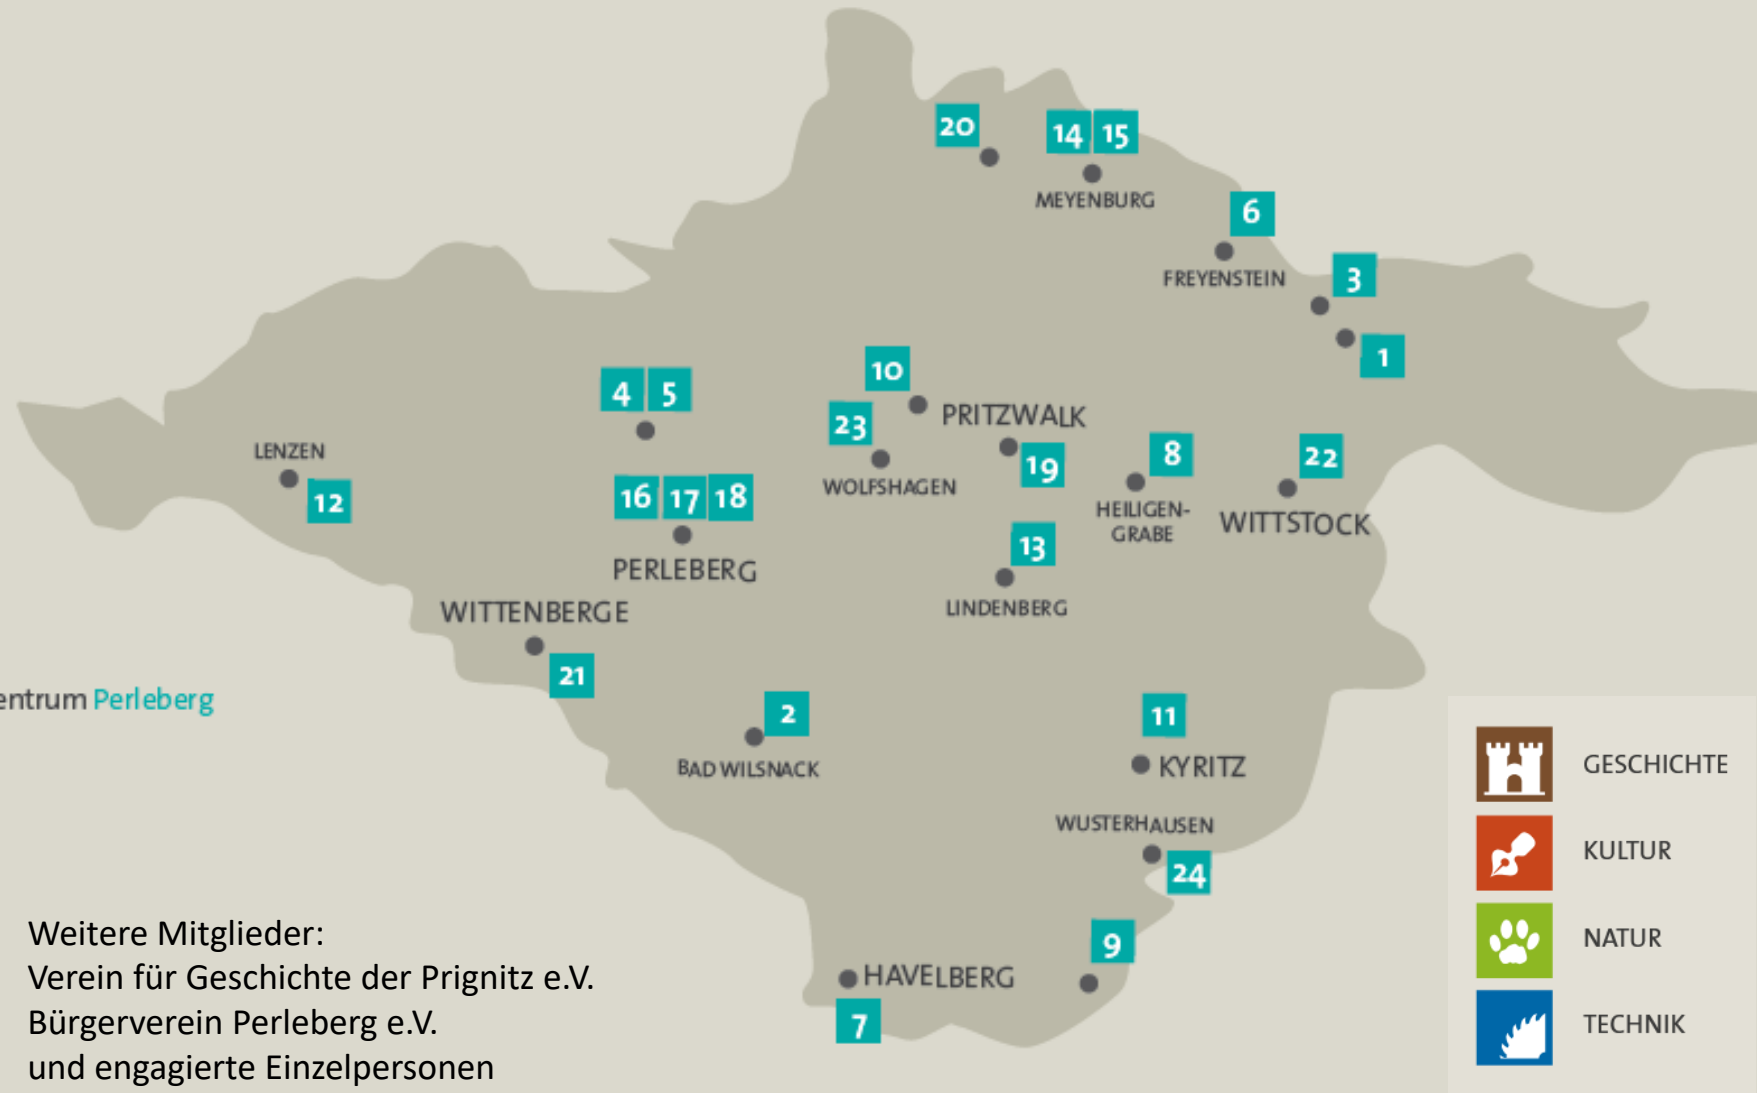 20
14 15
MEYENBURG
6
FREYENSTEIN
3
1
10
4 5
PRITZWALK
23
19
WOLFSHAGEN
8
HEILIGEN-
GRABE
22
WITTSTOCK
LENZEN
12
16 17 18
PERLEBERG
13
LINDENBERG
WITTENBERGE
21
Perleberg
2
BAD WILSNACK
11
KYRITZ
WUSTERHAUSEN
24
9
HAVELBERG
7
GESCHICHTE
KULTUR
NATUR
TECHNIK
Weitere Mitglieder:
Verein für Geschichte der Prignitz e.V.
Bürgerverein Perleberg e.V.
und engagierte Einzelpersonen